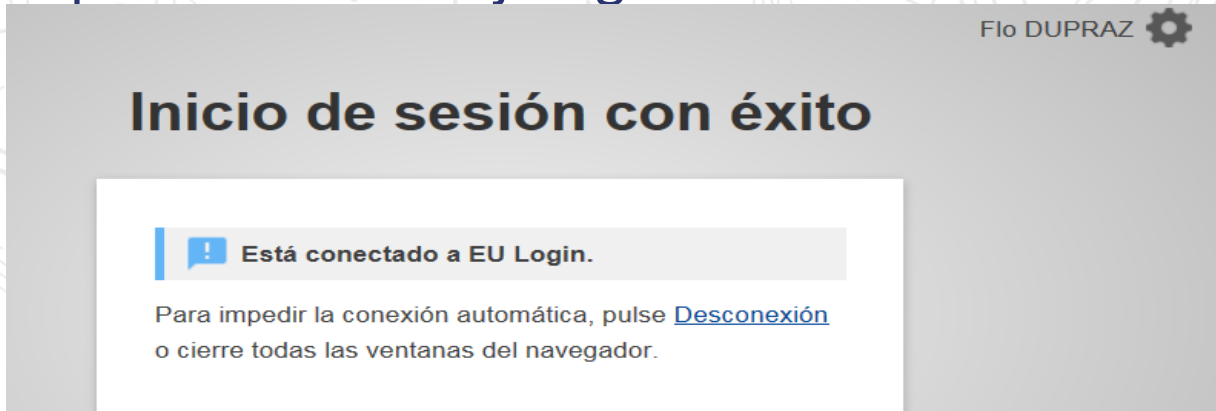 Flo DUPRAZ
Inicio de sesión con éxito
Está conectado a EU Login.
Para impedir la conexión automática, pulse Desconexión
o cierre todas las ventanas del navegador.